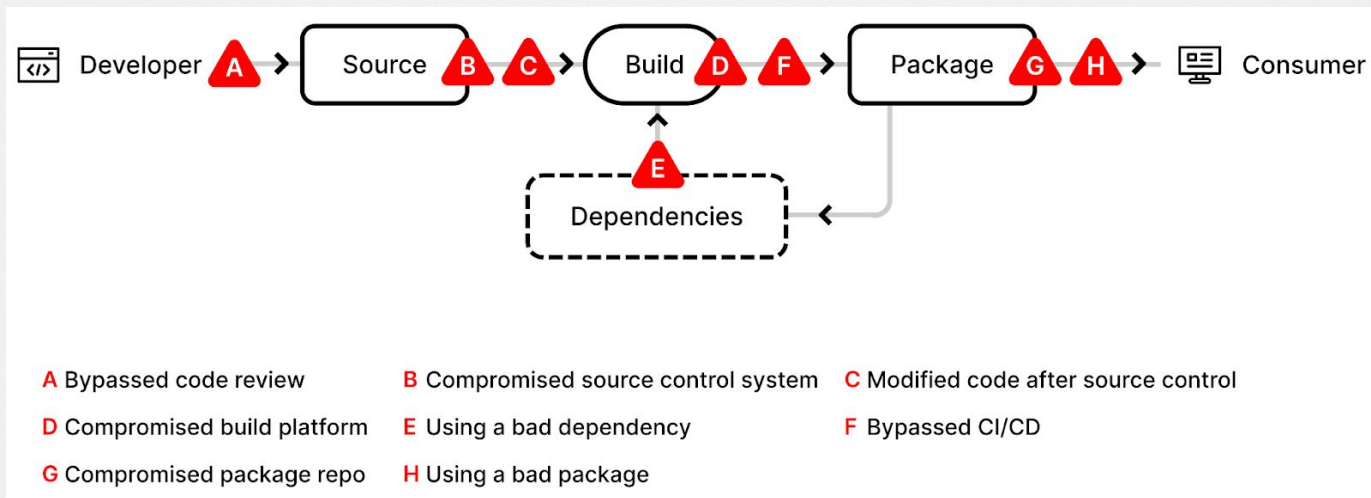 </> Developer A Source B C Build D F Package G H Consumer
E
Dependencies
A Bypassed code review B Compromised source control system C Modified code after source control
D Compromised build platform E Using a bad dependency F Bypassed CI/CD
G Compromised package repo H Using a bad package